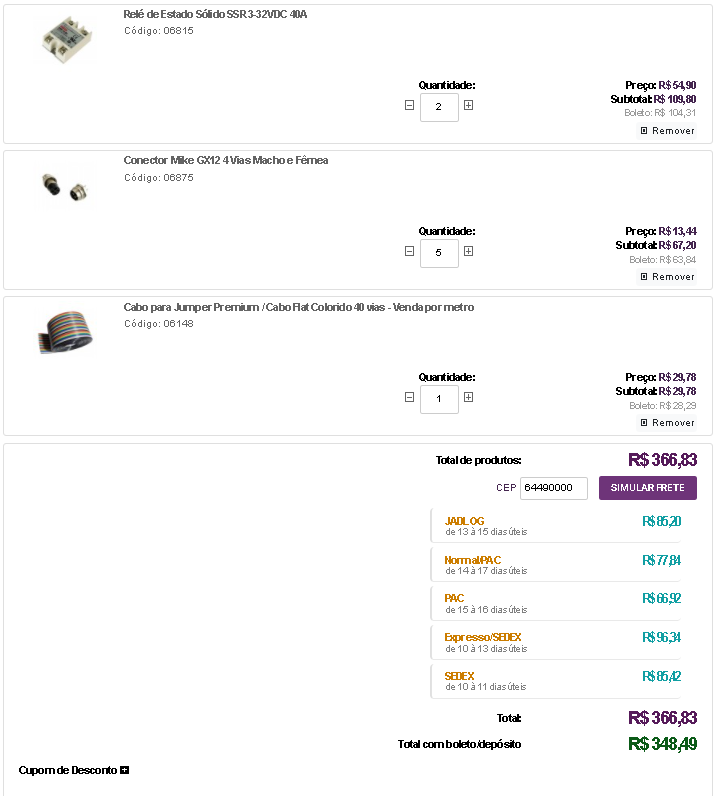 Relé de Estado Sólido SSR 3-32VDC 40A
Código: 06815
Quantidade:
2
Preço: R$ 54,90
Subtotal: R$ 109,80
Boleto: R$ 104,31
Remover
Conector Mike GX12 4 Vias Macho e Fêmea
Código: 06875
Quantidade:
5
Preço: R$ 13,44
Subtotal: R$ 67,20
Boleto: R$ 63,84
Remover
Cabo para Jumper Premium / Cabo Flat Colorido 40 vias - Venda por metro
Código: 06148
Quantidade:
1
Preço: R$ 29,78
Subtotal: R$ 29,78
Boleto: R$ 28,29
Remover
Total de produtos: R$ 366,83
CEP 64490000 SIMULAR FRETE
JADLOG R$ 85,20
de 13 à 15 dias úteis
Normal/PAC R$ 77,84
de 14 à 17 dias úteis
PAC R$ 66,92
de 15 à 16 dias úteis
Expresso/SEDEX R$ 96,34
de 10 à 13 dias úteis
SEDEX R$ 85,42
de 10 à 11 dias úteis
Total: R$ 366,83
Total com boleto/depósito R$ 348,49
Cupom de Desconto